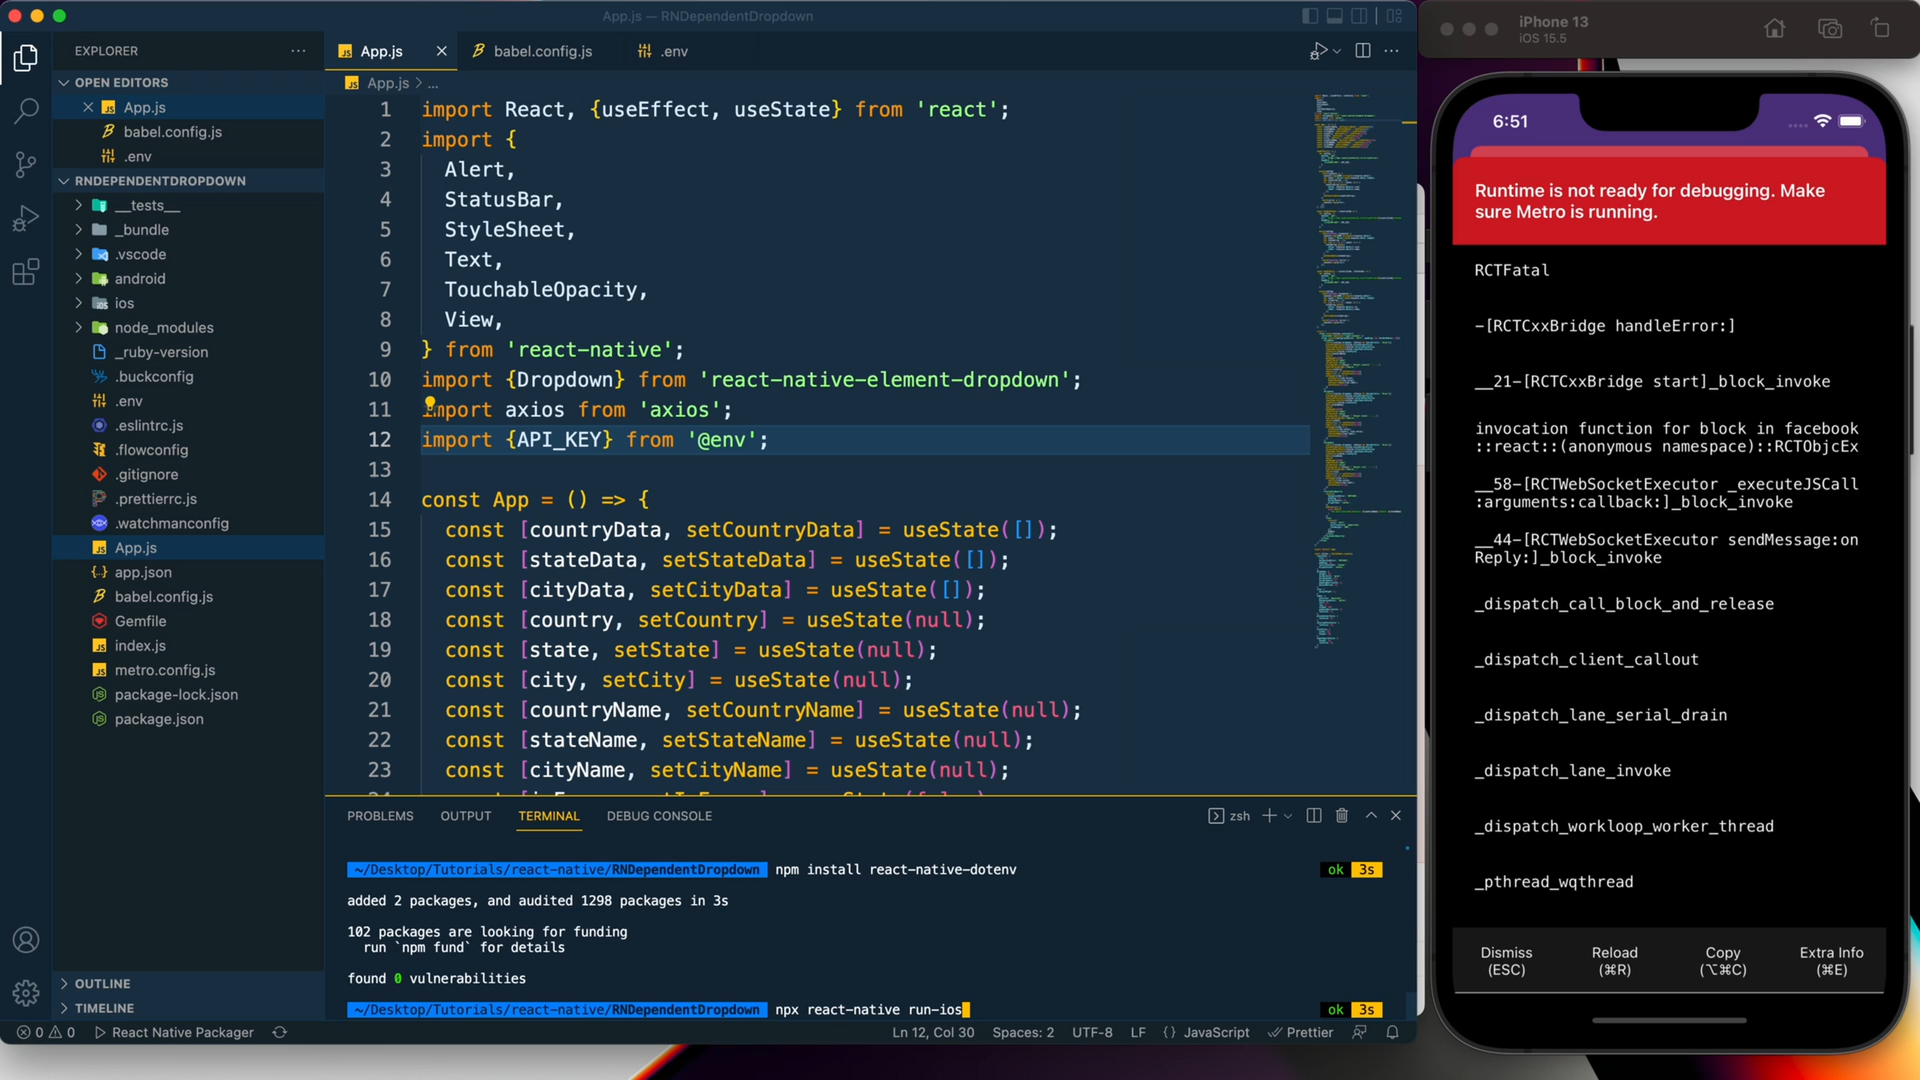 App.js — RNDependentDropdown
EXPLORER
OPEN EDITORS
App.js
babel.config.js
.env
RNDEPENDENTDROPDOWN
__tests__
_bundle
.vscode
android
ios
node_modules
_ruby-version
.buckconfig
.env
.eslintrc.js
.flowconfig
.gitignore
.prettierrc.js
.watchmanconfig
App.js
app.json
babel.config.js
Gemfile
index.js
metro.config.js
package-lock.json
package.json
OUTLINE
TIMELINE
App.js
babel.config.js
.env
App.js > ...
1 import React, {useEffect, useState} from 'react';
2 import {
3 Alert,
4 StatusBar,
5 StyleSheet,
6 Text,
7 TouchableOpacity,
8 View,
9 } from 'react-native';
10 import {Dropdown} from 'react-native-element-dropdown';
11 import axios from 'axios';
12 import {API_KEY} from '@env';
13
14 const App = () => {
15 const [countryData, setCountryData] = useState([]);
16 const [stateData, setStateData] = useState([]);
17 const [cityData, setCityData] = useState([]);
18 const [country, setCountry] = useState(null);
19 const [state, setState] = useState(null);
20 const [city, setCity] = useState(null);
21 const [countryName, setCountryName] = useState(null);
22 const [stateName, setStateName] = useState(null);
23 const [cityName, setCityName] = useState(null);
PROBLEMS OUTPUT TERMINAL DEBUG CONSOLE
zsh
~/Desktop/Tutorials/react-native/RNDependentDropdown npm install react-native-dotenv ok 3s
added 2 packages, and audited 1298 packages in 3s
102 packages are looking for funding
run `npm fund` for details
found 0 vulnerabilities
~/Desktop/Tutorials/react-native/RNDependentDropdown npx react-native run-ios ok 3s
0 0 React Native Packager Ln 12, Col 30 Spaces: 2 UTF-8 LF {} JavaScript Prettier
iPhone 13
iOS 15.5
6:51
Runtime is not ready for debugging. Make
sure Metro is running.
RCTFatal
-[RCTCxxBridge handleError:]
__21-[RCTCxxBridge start]_block_invoke
invocation function for block in facebook
::react::(anonymous namespace)::RCTObjcEx
__58-[RCTWebSocketExecutor _executeJSCall
:arguments:callback:]_block_invoke
__44-[RCTWebSocketExecutor sendMessage:on
Reply:]_block_invoke
_dispatch_call_block_and_release
_dispatch_client_callout
_dispatch_lane_serial_drain
_dispatch_lane_invoke
_dispatch_workloop_worker_thread
_pthread_wqthread
Dismiss
(ESC)
Reload
(⌘R)
Copy
(⌥⌘C)
Extra Info
(⌘E)